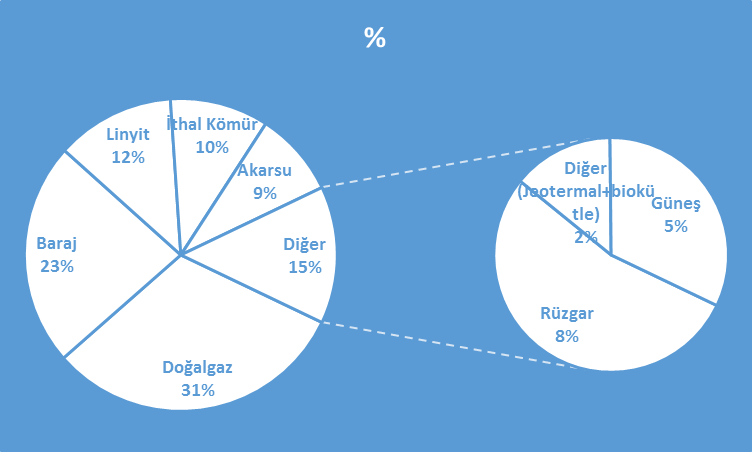 %
Linyit
12%
İthal Kömür
10%
Akarsu
9%
Diğer
15%
Baraj
23%
Doğalgaz
31%
Diğer
(Jeotermal+biokü
tle)
2%
Güneş
5%
Rüzgar
8%